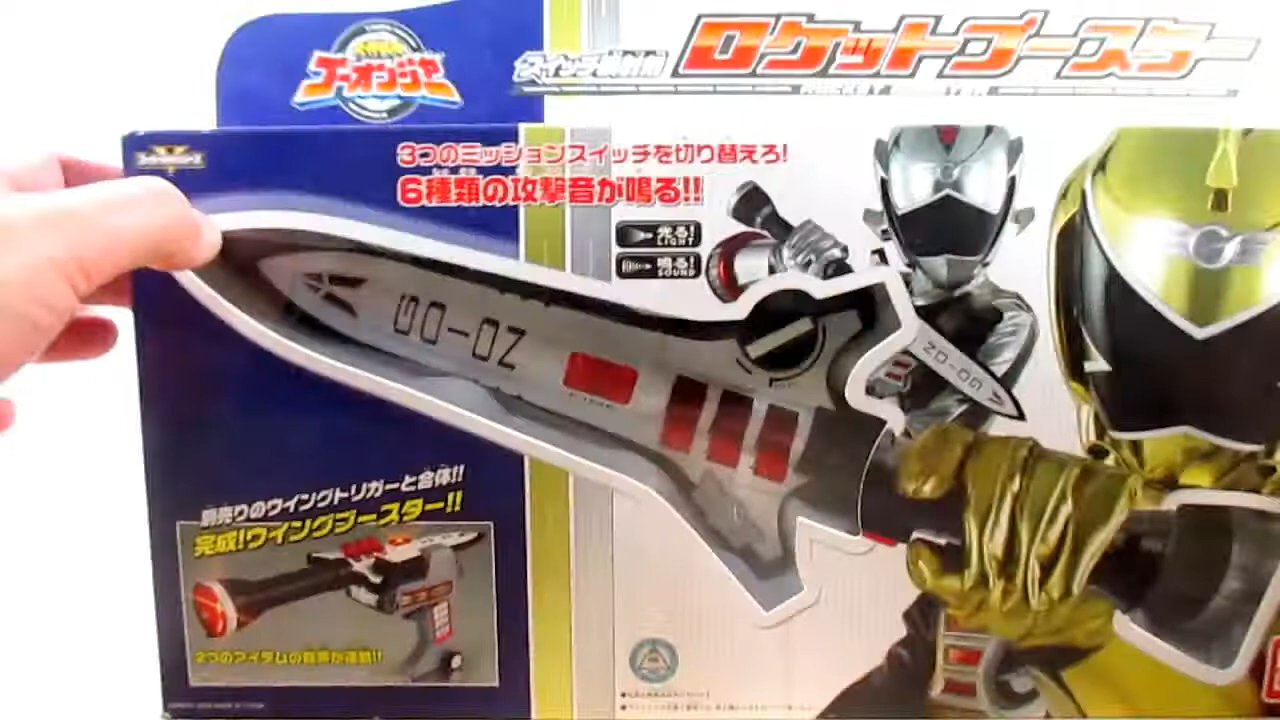 ゴーオンジャー
ロケットブースター
3つのミッションスイッチを切り替えろ!
6種類の攻撃音が鳴る!!
光る!
LIGHT
鳴る!
SOUND
GO-OZ
GO-OZ
別売りのウイングトリガーと合体!!
完成!ウイングブースター!!
2つのアイテムの音声が連動!!